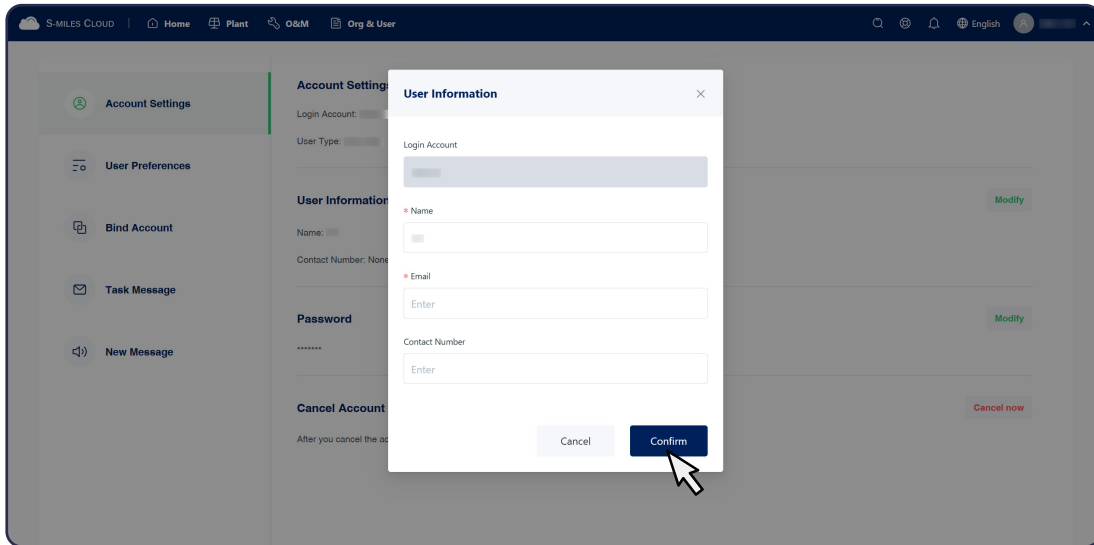 S-MILES CLOUD
Home
Plant
O&M
Org & User
English
Account Settings
User Preferences
Bind Account
Task Message
New Message
Account Settings
Login Account:
User Type:
User Information
Modify
Name:
Contact Number: None
Password
Modify
*******
Cancel Account
Cancel now
After you cancel the
User Information
Login Account
* Name
* Email
Enter
Contact Number
Enter
Cancel
Confirm